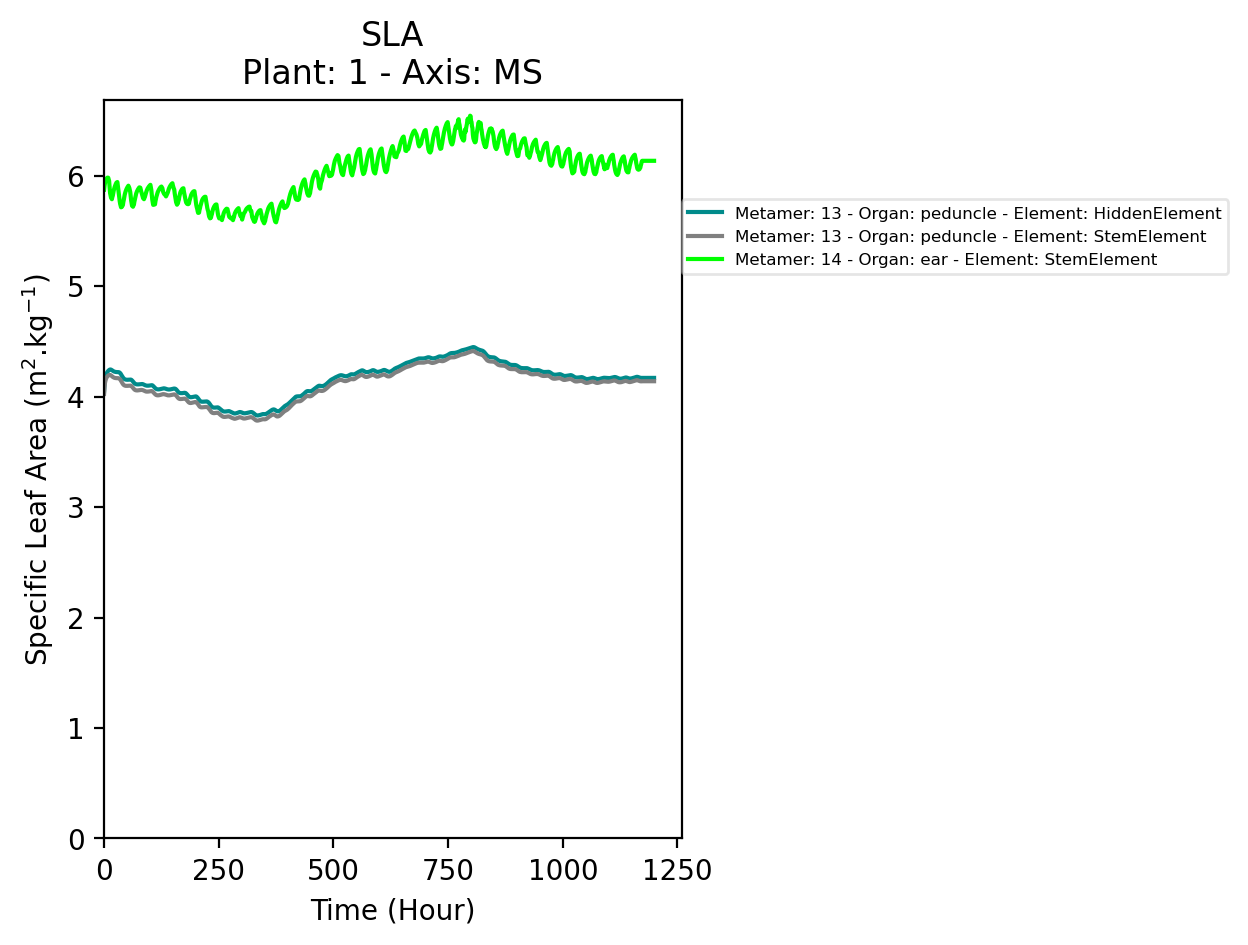 SLA
Plant: 1 - Axis: MS
Specific Leaf Area (m².kg⁻¹)
6
5
4
3
2
1
0
0 250 500 750 1000 1250
Time (Hour)
Metamer: 13 - Organ: peduncle - Element: HiddenElement
Metamer: 13 - Organ: peduncle - Element: StemElement
Metamer: 14 - Organ: ear - Element: StemElement